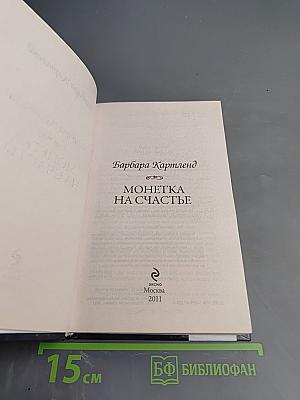 Барбара Картленд
МОНЕТКА
НА СЧАСТЬЕ
ЭКСМО
Москва
2011
15 см
БФ БИБЛИОФАН